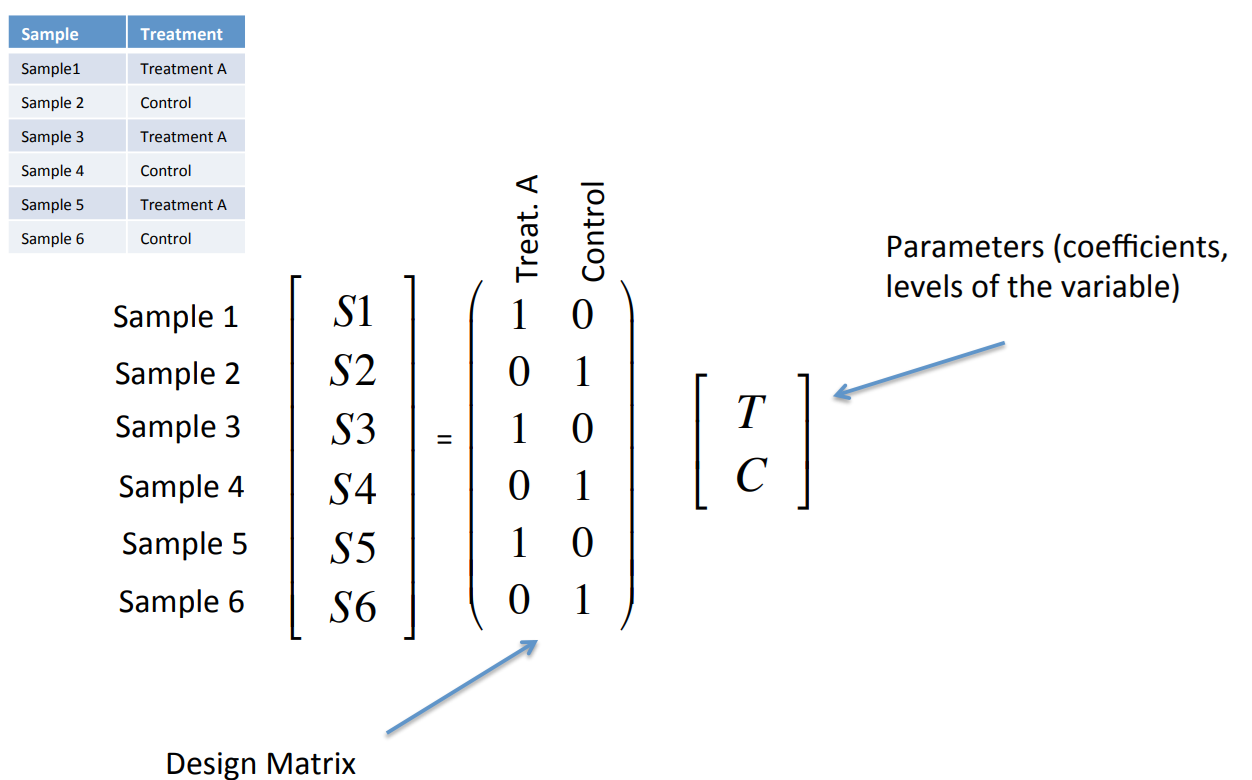 Sample Treatment
Sample1 Treatment A
Sample 2 Control
Sample 3 Treatment A
Sample 4 Control
Sample 5 Treatment A
Sample 6 Control
Treat. A
Control
Parameters (coefficients,
levels of the variable)
Sample 1 S1 1 0
Sample 2 S2 0 1
Sample 3 S3 = 1 0 T
Sample 4 S4 0 1 C
Sample 5 S5 1 0
Sample 6 S6 0 1
Design Matrix